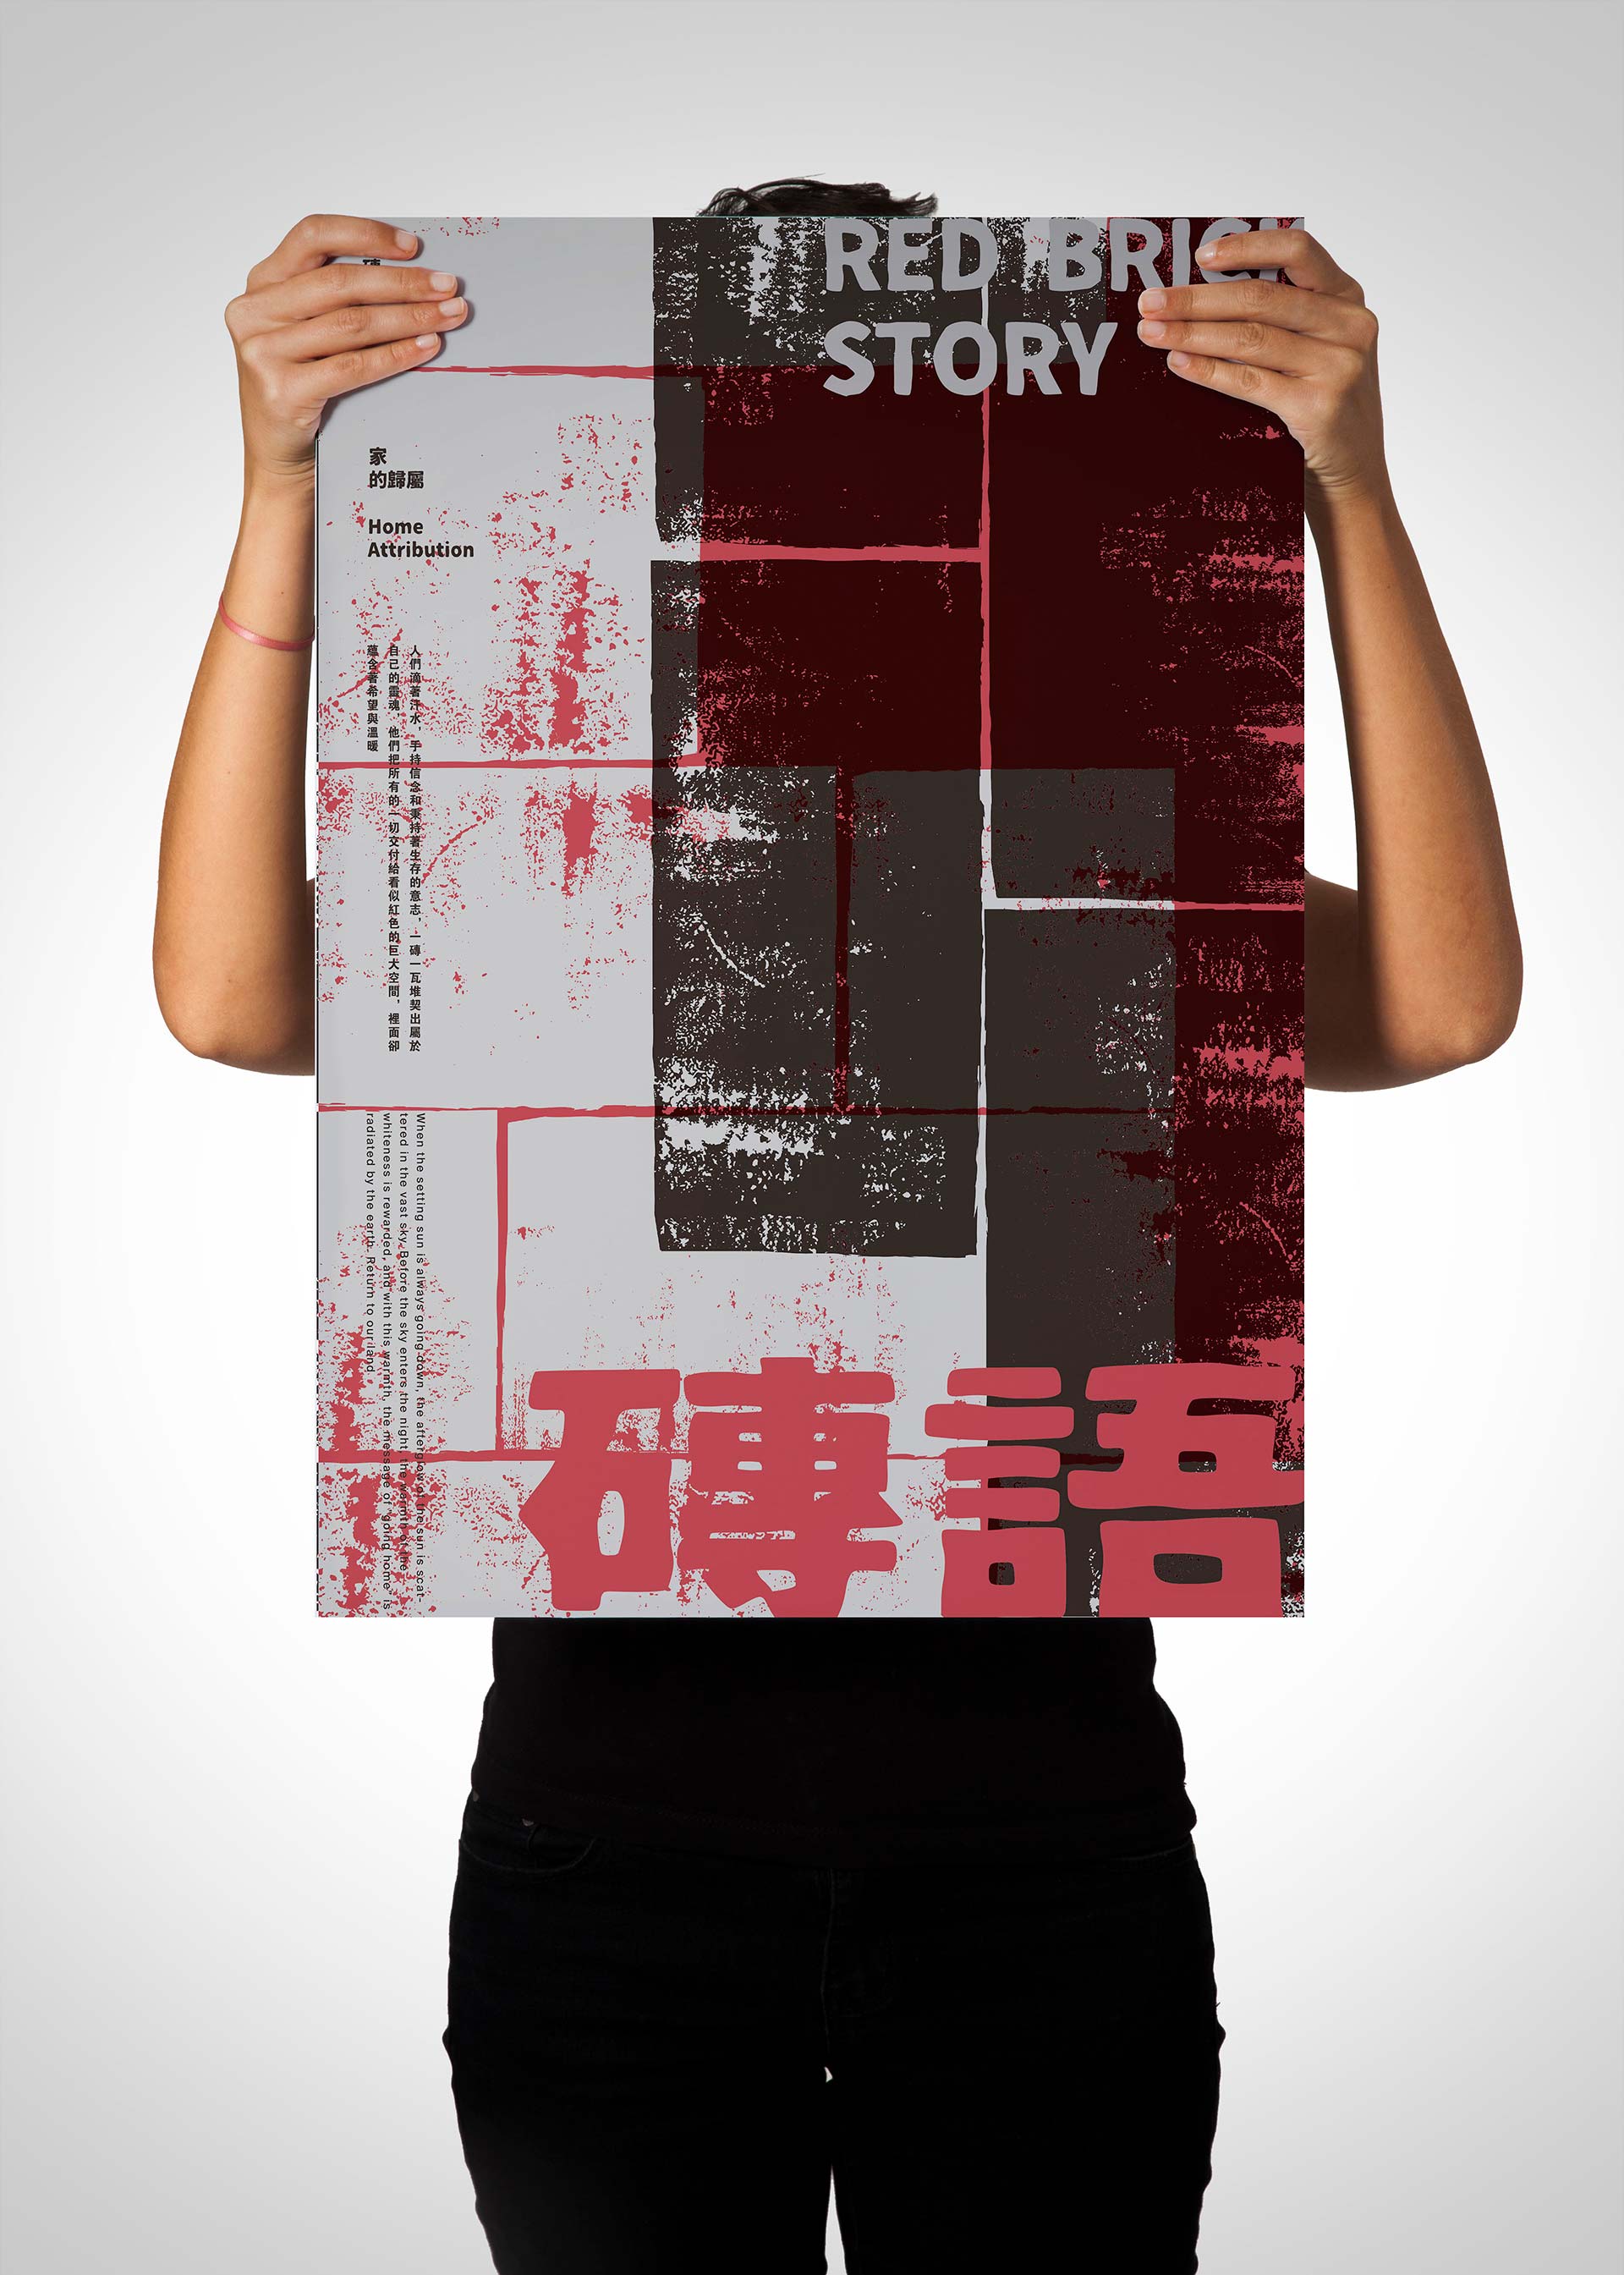 RED BRICK
STORY
家
的歸屬
Home
Attribution
人們滴著汗水，手持信念和秉持著生存的意志，一磚一瓦堆契出屬於
自己的靈魂，他們把所有的一切交付給看似紅色的巨大空間，裡面卻
蘊含著希望與溫暖
When the setting sun is always going down, the afterglow of the sun is scat
tered in the vast sky. Before the sky enters the night, the warmth of the
whiteness is rewarded, and with this warmth, the message of "going home" is
radiated by the earth. Return to our land.
磚語